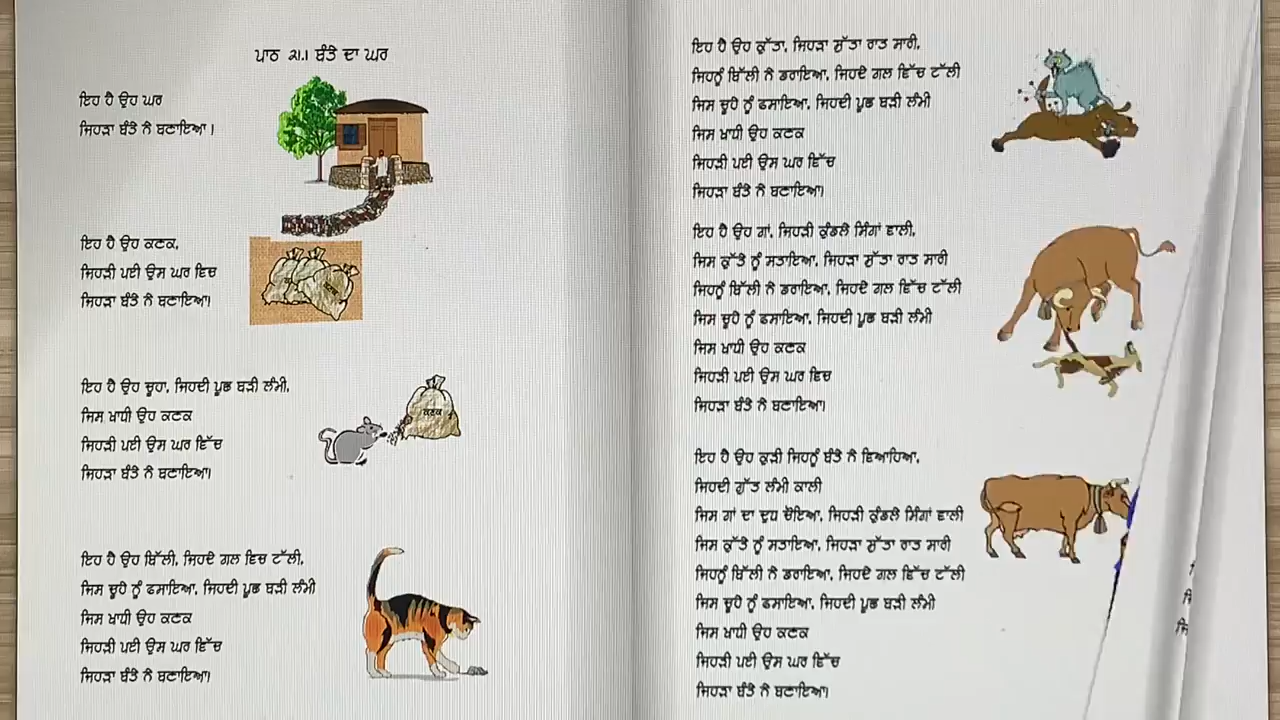 ਪਾਠ ੨੧.੧ ਬੰਤੇ ਦਾ ਘਰ
ਇਹ ਹੈ ਉਹ ਘਰ
ਜਿਹੜਾ ਬੰਤੇ ਨੇ ਬਣਾਇਆ।
ਇਹ ਹੈ ਉਹ ਕਣਕ,
ਜਿਹੜੀ ਪਈ ਉਸ ਘਰ ਵਿਚ
ਜਿਹੜਾ ਬੰਤੇ ਨੇ ਬਣਾਇਆ।
ਇਹ ਹੈ ਉਹ ਚੂਹਾ, ਜਿਹਦੀ ਪੂਛ ਬੜੀ ਲੰਮੀ,
ਜਿਸ ਖਾਧੀ ਉਹ ਕਣਕ
ਜਿਹੜੀ ਪਈ ਉਸ ਘਰ ਵਿੱਚ
ਜਿਹੜਾ ਬੰਤੇ ਨੇ ਬਣਾਇਆ।
ਕਣਕ
ਇਹ ਹੈ ਉਹ ਬਿੱਲੀ, ਜਿਹਦੇ ਗਲ ਵਿਚ ਟੱਲੀ,
ਜਿਸ ਚੂਹੇ ਨੂੰ ਫਸਾਇਆ, ਜਿਹਦੀ ਪੂਛ ਬੜੀ ਲੰਮੀ
ਜਿਸ ਖਾਧੀ ਉਹ ਕਣਕ
ਜਿਹੜੀ ਪਈ ਉਸ ਘਰ ਵਿੱਚ
ਜਿਹੜਾ ਬੰਤੇ ਨੇ ਬਣਾਇਆ।
ਇਹ ਹੈ ਉਹ ਕੁੱਤਾ, ਜਿਹੜਾ ਸੁੱਤਾ ਰਾਤ ਸਾਰੀ,
ਜਿਹਨੂੰ ਬਿੱਲੀ ਨੇ ਡਰਾਇਆ, ਜਿਹਦੇ ਗਲ ਵਿੱਚ ਟੱਲੀ
ਜਿਸ ਚੂਹੇ ਨੂੰ ਫਸਾਇਆ, ਜਿਹਦੀ ਪੂਛ ਬੜੀ ਲੰਮੀ
ਜਿਸ ਖਾਧੀ ਉਹ ਕਣਕ
ਜਿਹੜੀ ਪਈ ਉਸ ਘਰ ਵਿੱਚ
ਜਿਹੜਾ ਬੰਤੇ ਨੇ ਬਣਾਇਆ।
ਇਹ ਹੈ ਉਹ ਗਾਂ, ਜਿਹੜੀ ਕੁੰਡਲੇ ਸਿੰਗਾਂ ਵਾਲੀ,
ਜਿਸ ਕੁੱਤੇ ਨੂੰ ਸਤਾਇਆ, ਜਿਹੜਾ ਸੁੱਤਾ ਰਾਤ ਸਾਰੀ
ਜਿਹਨੂੰ ਬਿੱਲੀ ਨੇ ਡਰਾਇਆ, ਜਿਹਦੇ ਗਲ ਵਿੱਚ ਟੱਲੀ
ਜਿਸ ਚੂਹੇ ਨੂੰ ਫਸਾਇਆ, ਜਿਹਦੀ ਪੂਛ ਬੜੀ ਲੰਮੀ
ਜਿਸ ਖਾਧੀ ਉਹ ਕਣਕ
ਜਿਹੜੀ ਪਈ ਉਸ ਘਰ ਵਿਚ
ਜਿਹੜਾ ਬੰਤੇ ਨੇ ਬਣਾਇਆ।
ਇਹ ਹੈ ਉਹ ਕੁੜੀ ਜਿਹਨੂੰ ਬੰਤੇ ਨੇ ਵਿਆਹਿਆ,
ਜਿਹਦੀ ਗੁੱਤ ਲੰਮੀ ਕਾਲੀ
ਜਿਸ ਗਾਂ ਦਾ ਦੁਧ ਚੋਇਆ, ਜਿਹੜੀ ਕੁੰਡਲੇ ਸਿੰਗਾਂ ਵਾਲੀ
ਜਿਸ ਕੁੱਤੇ ਨੂੰ ਸਤਾਇਆ, ਜਿਹੜਾ ਸੁੱਤਾ ਰਾਤ ਸਾਰੀ
ਜਿਹਨੂੰ ਬਿੱਲੀ ਨੇ ਡਰਾਇਆ, ਜਿਹਦੇ ਗਲ ਵਿੱਚ ਟੱਲੀ
ਜਿਸ ਚੂਹੇ ਨੂੰ ਫਸਾਇਆ, ਜਿਹਦੀ ਪੂਛ ਬੜੀ ਲੰਮੀ
ਜਿਸ ਖਾਧੀ ਉਹ ਕਣਕ
ਜਿਹੜੀ ਪਈ ਉਸ ਘਰ ਵਿੱਚ
ਜਿਹੜਾ ਬੰਤੇ ਨੇ ਬਣਾਇਆ।